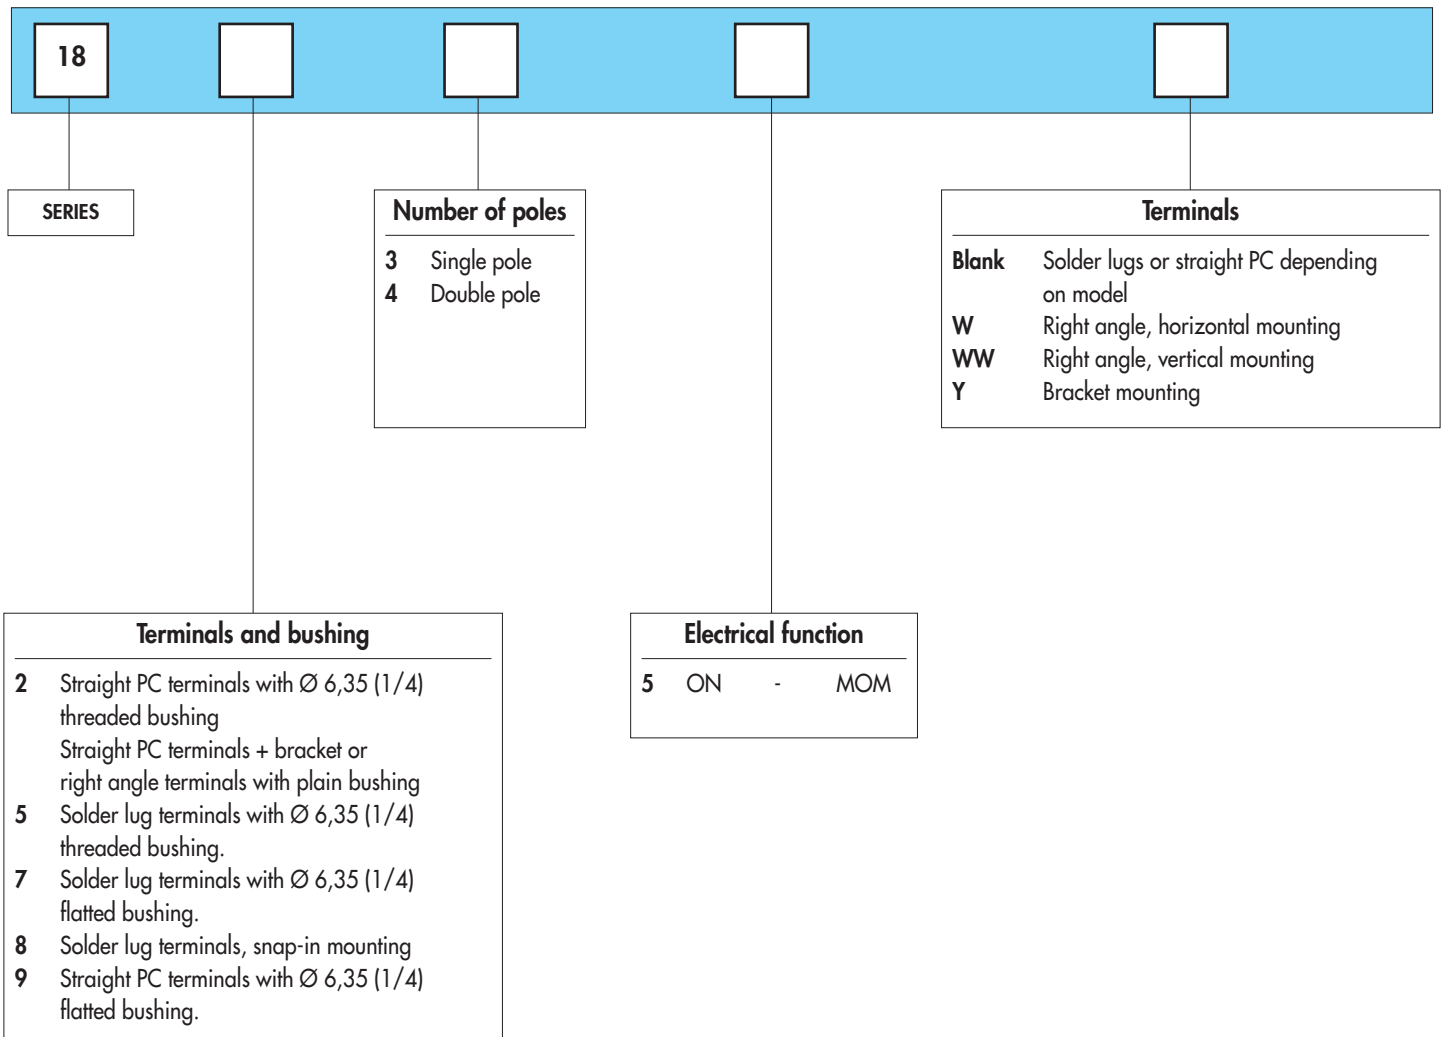 18
SERIES
Number of poles
3 Single pole
4 Double pole
Terminals
Blank Solder lugs or straight PC depending
on model
W Right angle, horizontal mounting
WW Right angle, vertical mounting
Y Bracket mounting
Terminals and bushing
2 Straight PC terminals with Ø 6,35 (1/4)
threaded bushing
Straight PC terminals + bracket or
right angle terminals with plain bushing
5 Solder lug terminals with Ø 6,35 (1/4)
threaded bushing.
7 Solder lug terminals with Ø 6,35 (1/4)
flatted bushing.
8 Solder lug terminals, snap-in mounting
9 Straight PC terminals with Ø 6,35 (1/4)
flatted bushing.
Electrical function
5 ON - MOM